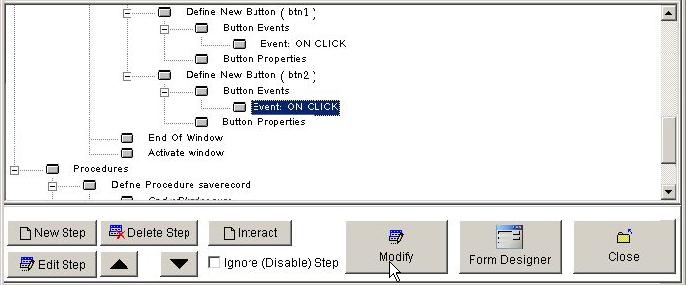 Define New Button ( btn1 )
Button Events
Event: ON CLICK
Button Properties
Define New Button ( btn2 )
Button Events
Event: ON CLICK
Button Properties
End Of Window
Activate window
Procedures
Defne Procedure saverecord
New Step
Delete Step
Interact
Modify
Form Designer
Close
Edit Step
Ignore (Disable) Step